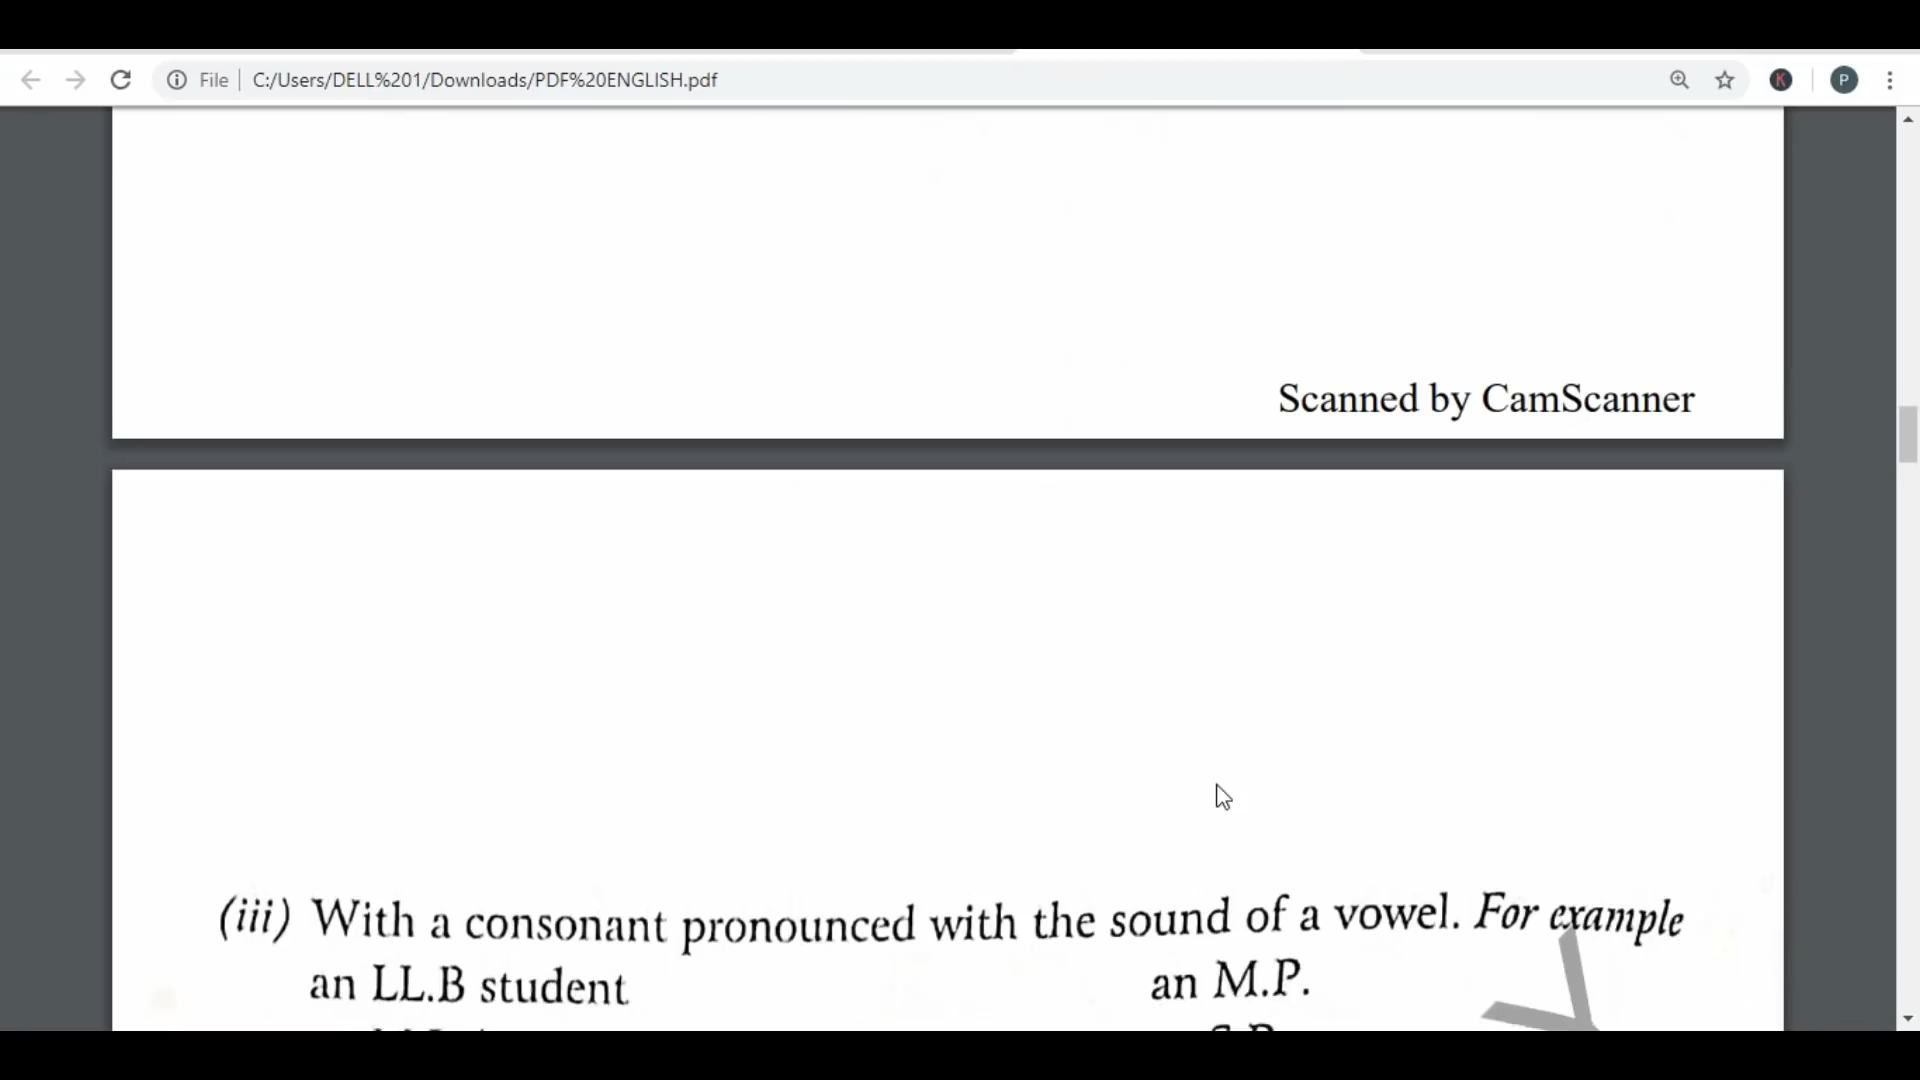 File C:/Users/DELL%201/Downloads/PDF%20ENGLISH.pdf
K
P
Scanned by CamScanner
(iii) With a consonant pronounced with the sound of a vowel. For example
an LL.B student an M.P.